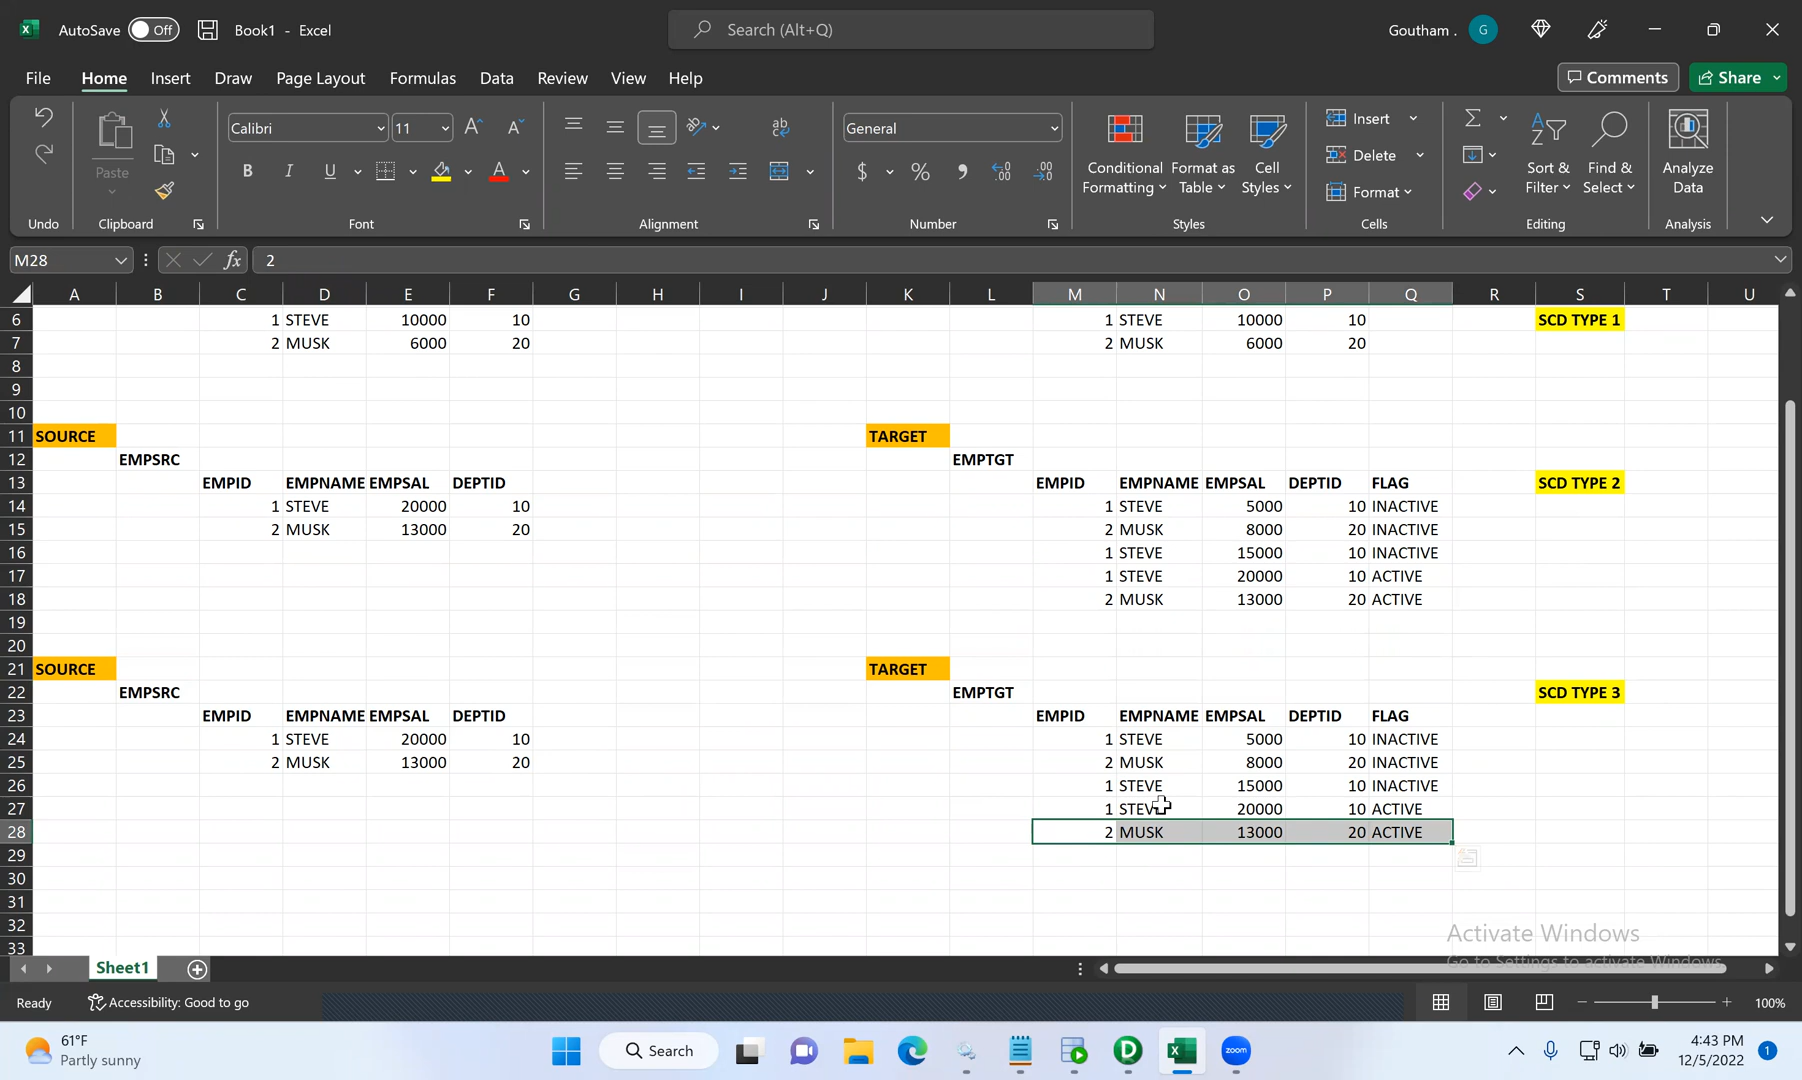 AutoSave Off Book1 - Excel Search (Alt+Q) Goutham . G
File Home Insert Draw Page Layout Formulas Data Review View Help Comments Share
Paste Calibri 11 General Conditional Formatting Format as Table Cell Styles Insert Delete Format Sort & Filter Find & Select Analyze Data
Undo Clipboard Font Alignment Number Styles Cells Editing Analysis
M28 fx 2
A B C D E F G H I J K L M N O P Q R S T U
6 1 STEVE 10000 10 1 STEVE 10000 10 SCD TYPE 1
7 2 MUSK 6000 20 2 MUSK 6000 20
8
9
10
11 SOURCE TARGET
12 EMPSRC EMPTGT
13 EMPID EMPNAME EMPSAL DEPTID EMPID EMPNAME EMPSAL DEPTID FLAG SCD TYPE 2
14 1 STEVE 20000 10 1 STEVE 5000 10 INACTIVE
15 2 MUSK 13000 20 2 MUSK 8000 20 INACTIVE
16 1 STEVE 15000 10 INACTIVE
17 1 STEVE 20000 10 ACTIVE
18 2 MUSK 13000 20 ACTIVE
19
20
21 SOURCE TARGET
22 EMPSRC EMPTGT SCD TYPE 3
23 EMPID EMPNAME EMPSAL DEPTID EMPID EMPNAME EMPSAL DEPTID FLAG
24 1 STEVE 20000 10 1 STEVE 5000 10 INACTIVE
25 2 MUSK 13000 20 2 MUSK 8000 20 INACTIVE
26 1 STEVE 15000 10 INACTIVE
27 1 STEVE 20000 10 ACTIVE
28 2 MUSK 13000 20 ACTIVE
29
30
31
32 Activate Windows
33 Go to Settings to activate Windows.
Sheet1
Ready Accessibility: Good to go 100%
61°F Search zoom 4:43 PM
Partly sunny 12/5/2022 1